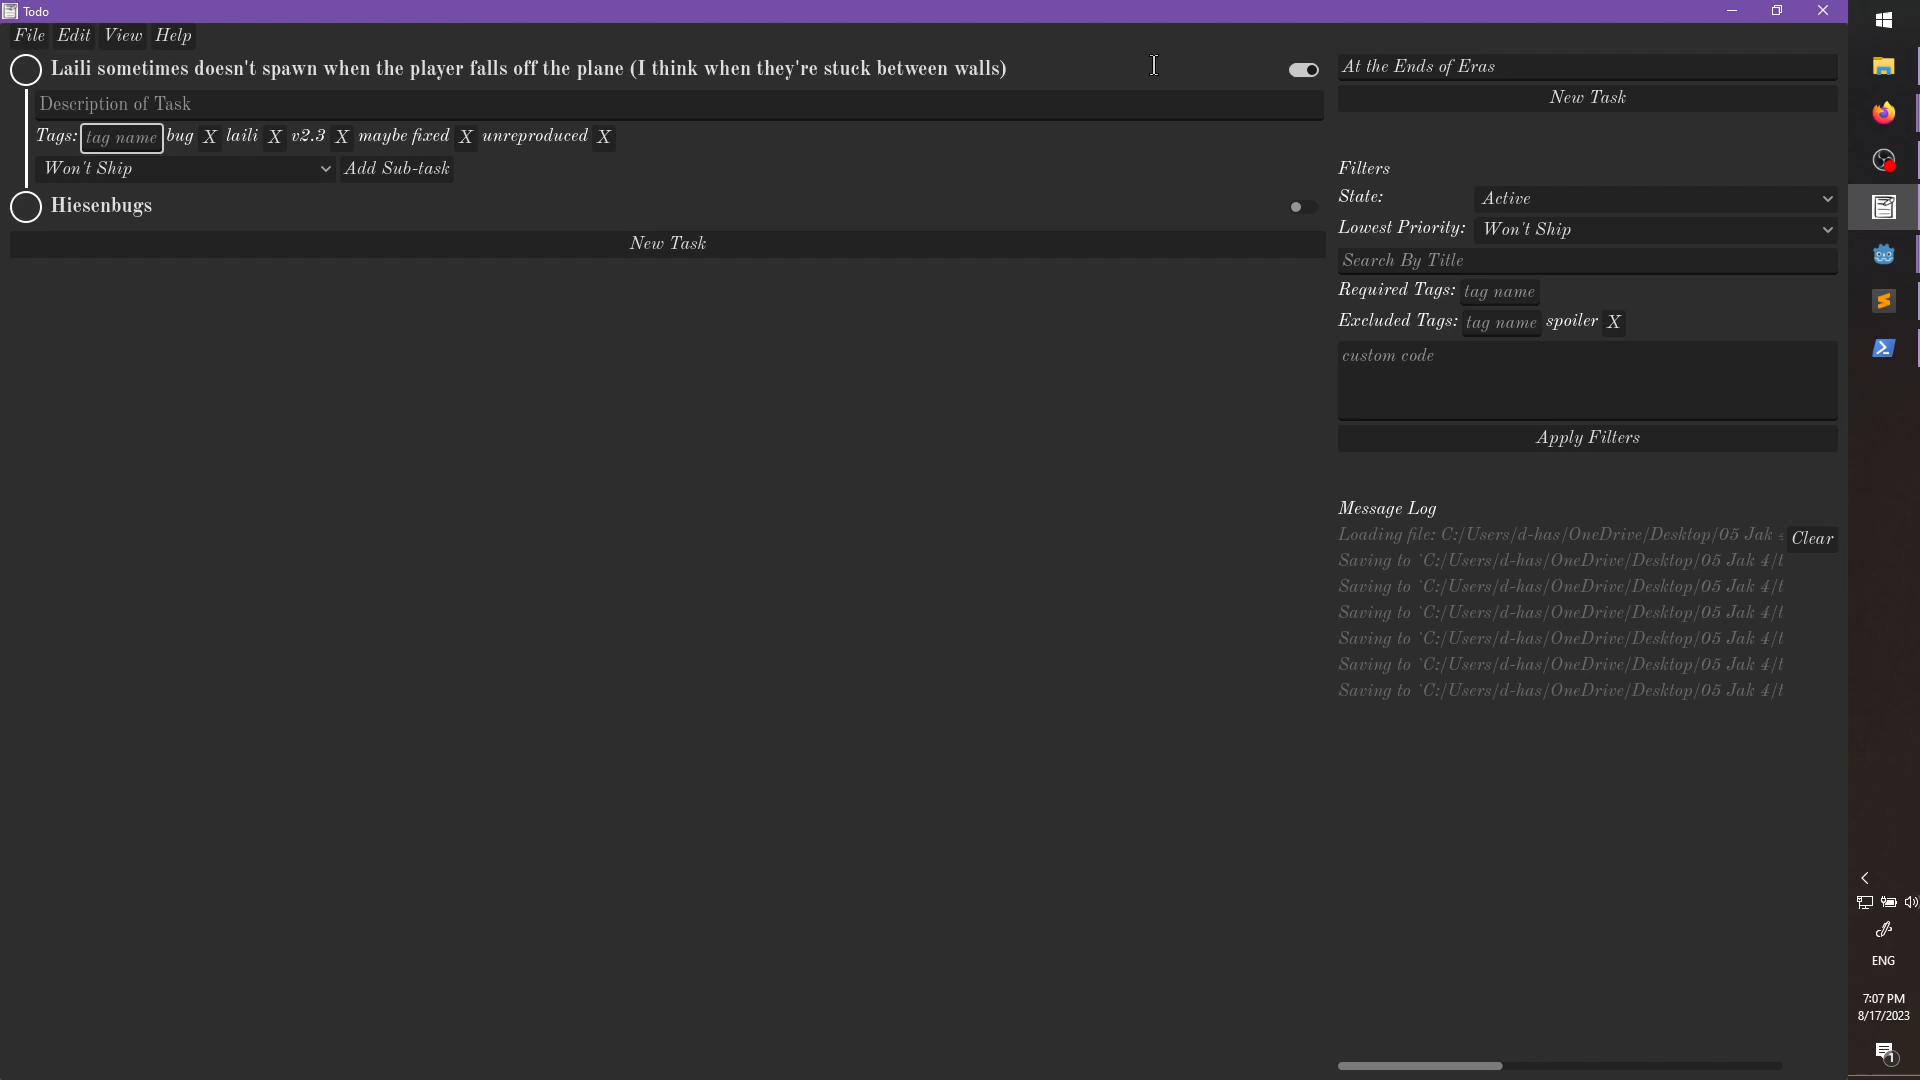 Todo
File Edit View Help
Laili sometimes doesn't spawn when the player falls off the plane (I think when they're stuck between walls)
Description of Task
Tags: tag name bug X laili X v2.3 X maybe fixed X unreproduced X
Won't Ship Add Sub-task
Hiesenbugs
New Task
At the Ends of Eras
New Task
Filters
State: Active
Lowest Priority: Won't Ship
Search By Title
Required Tags: tag name
Excluded Tags: tag name spoiler X
custom code
Apply Filters
Message Log
Loading file: C:/Users/d-has/OneDrive/Desktop/05 Jak 4
Clear
Saving to `C:/Users/d-has/OneDrive/Desktop/05 Jak 4/t
Saving to `C:/Users/d-has/OneDrive/Desktop/05 Jak 4/t
Saving to `C:/Users/d-has/OneDrive/Desktop/05 Jak 4/t
Saving to `C:/Users/d-has/OneDrive/Desktop/05 Jak 4/t
Saving to `C:/Users/d-has/OneDrive/Desktop/05 Jak 4/t
Saving to `C:/Users/d-has/OneDrive/Desktop/05 Jak 4/t
ENG
7:07 PM
8/17/2023
1